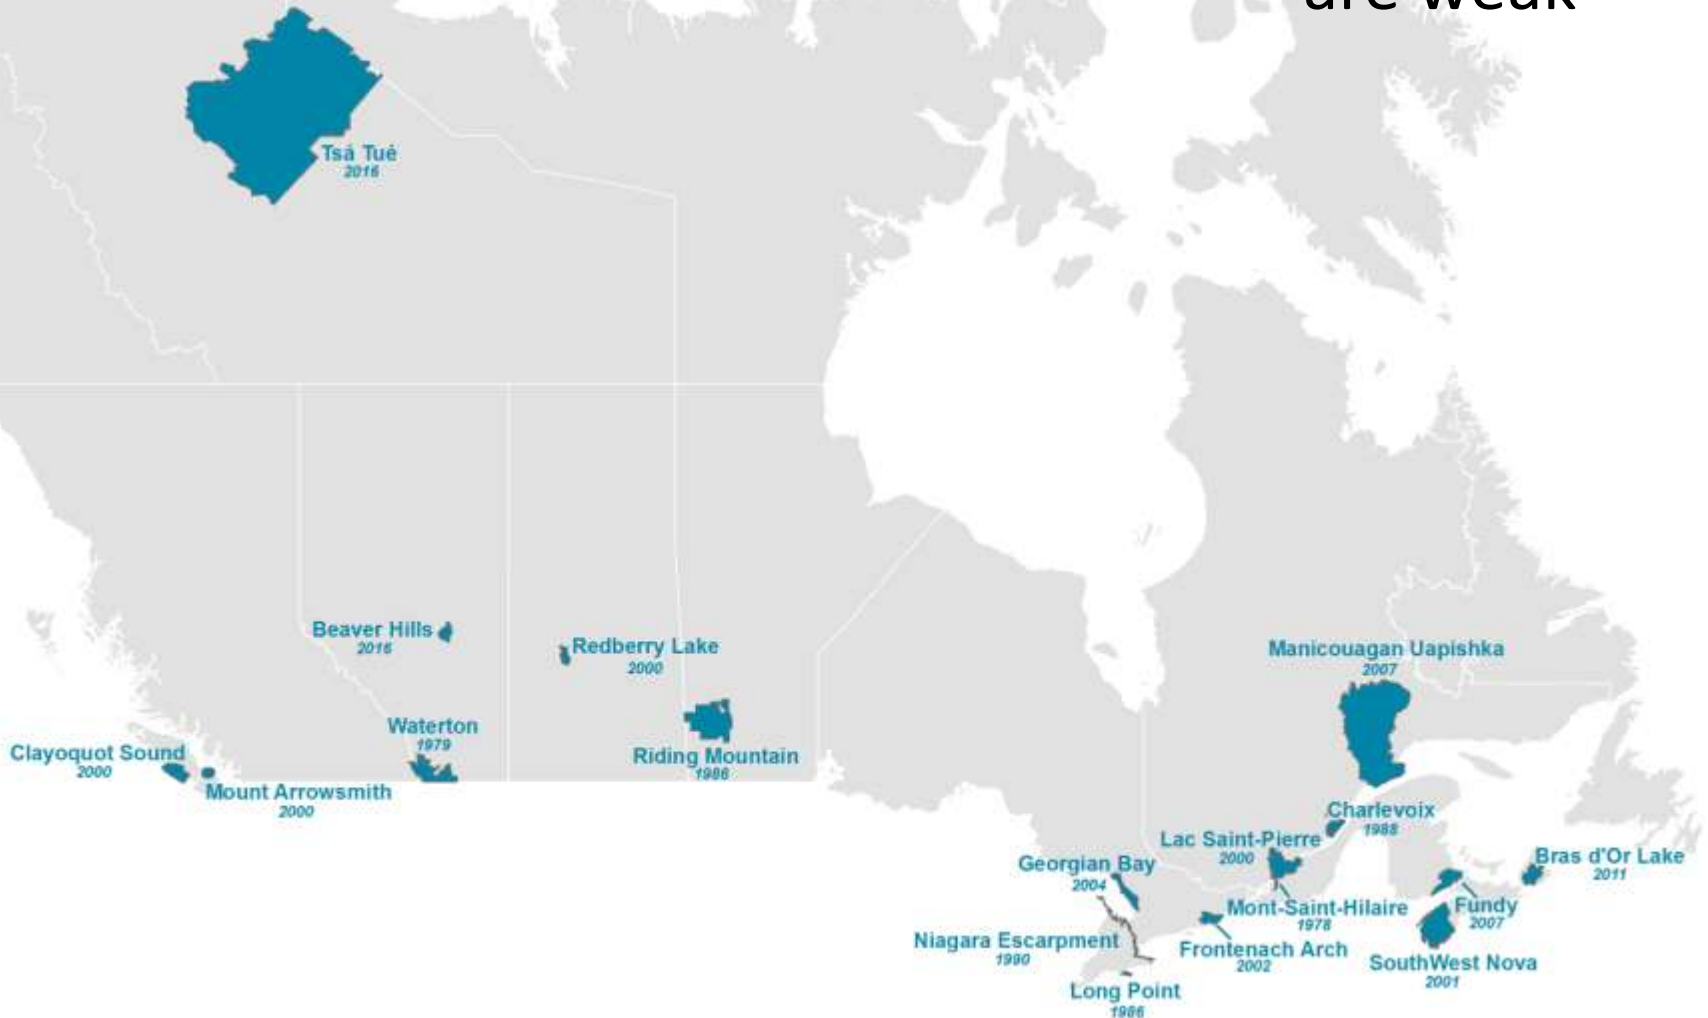 are weak
Tsá Tué
2016
Beaver Hills
2016
Redberry Lake
2000
Manicouagan Uapishka
2007
Waterton
1979
Clayoquot Sound
2000
Riding Mountain
1986
Mount Arrowsmith
2000
Charlevoix
1988
Lac Saint-Pierre
2000
Georgian Bay
2004
Bras d'Or Lake
2011
Mont-Saint-Hilaire
1978
Fundy
2007
Niagara Escarpment
1990
Frontenach Arch
2002
SouthWest Nova
2001
Long Point
1986